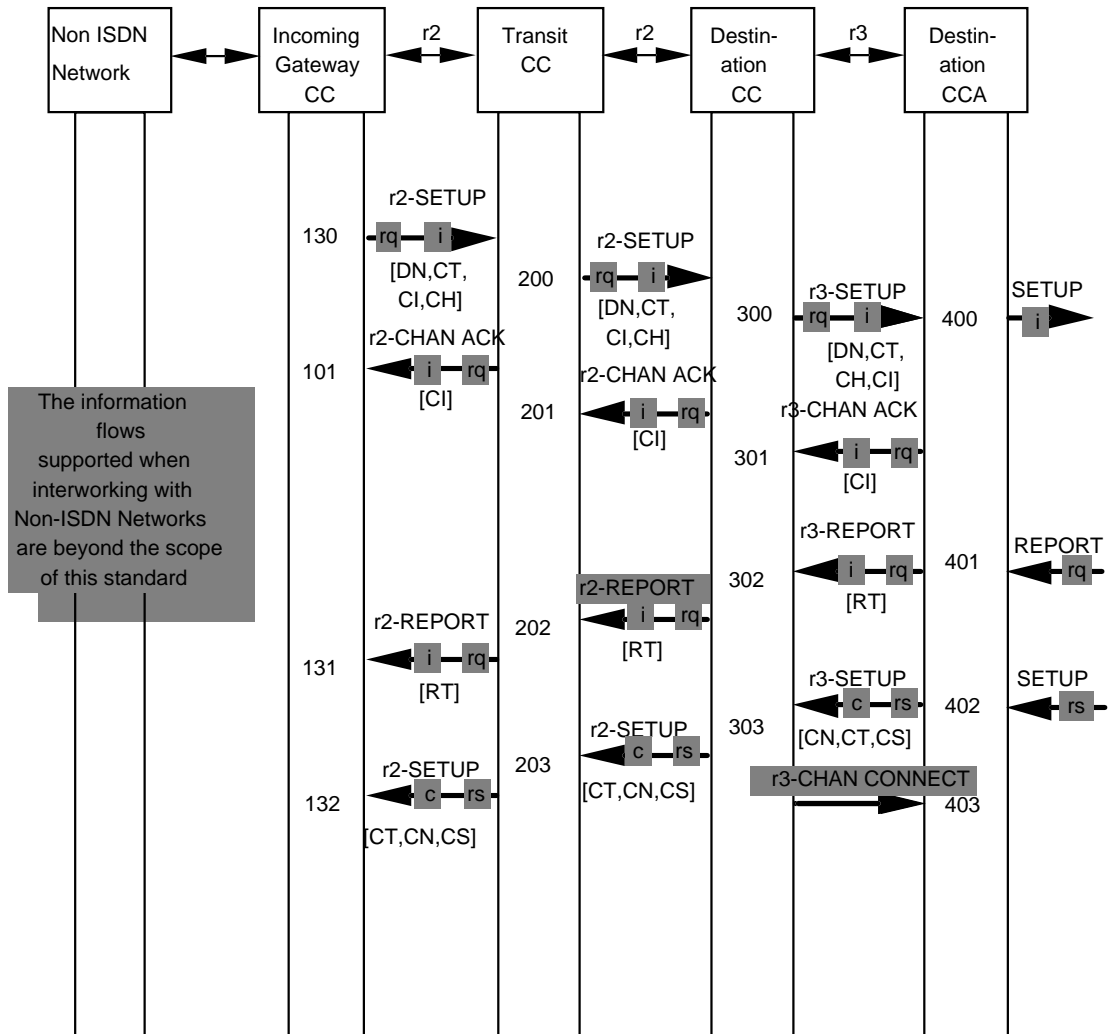 Non ISDN
Network
Incoming
Gateway
CC
r2
Transit
CC
r2
Destin-
ation
CC
r3
Destin-
ation
CCA
r2-SETUP
130
rq
i
[DN,CT,
CI,CH]
r2-SETUP
200
rq
i
[DN,CT,
CI,CH]
r3-SETUP
300
rq
i
[DN,CT,
CH,CI]
SETUP
400
i
r2-CHAN ACK
101
i
rq
[CI]
r2-CHAN ACK
201
i
rq
[CI]
r3-CHAN ACK
301
i
rq
[CI]
The information
flows
supported when
interworking with
Non-ISDN Networks
are beyond the scope
of this standard
REPORT
401
rq
r3-REPORT
302
i
rq
[RT]
r2-REPORT
202
i
rq
[RT]
r2-REPORT
131
i
rq
[RT]
SETUP
402
rs
r3-SETUP
303
c
rs
[CN,CT,CS]
r2-SETUP
203
c
rs
[CT,CN,CS]
r2-SETUP
132
c
rs
[CT,CN,CS]
r3-CHAN CONNECT
403